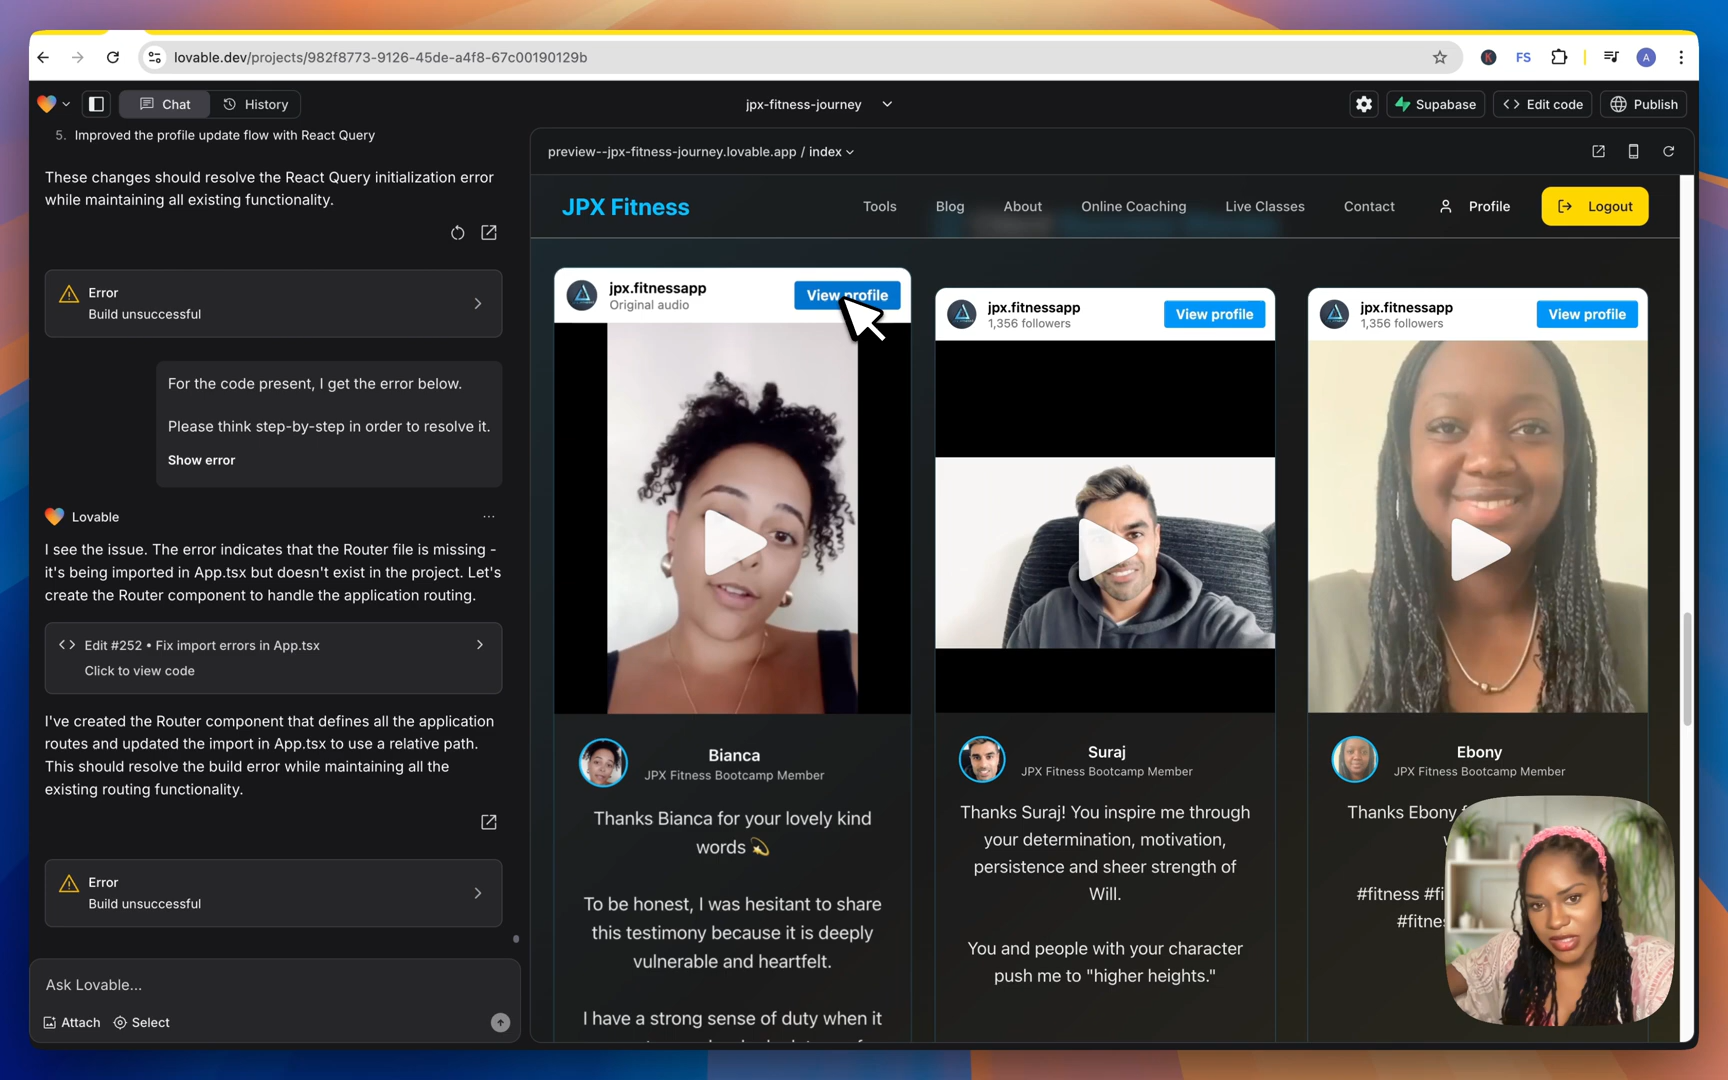 lovable.dev/projects/982f8773-9126-45de-a4f8-67c00190129b
K
FS
A
Chat
History
jpx-fitness-journey
Supabase
Edit code
Publish
5. Improved the profile update flow with React Query
These changes should resolve the React Query initialization error
while maintaining all existing functionality.
Error
Build unsuccessful
For the code present, I get the error below.
Please think step-by-step in order to resolve it.
Show error
Lovable
I see the issue. The error indicates that the Router file is missing -
it's being imported in App.tsx but doesn't exist in the project. Let's
create the Router component to handle the application routing.
Edit #252 • Fix import errors in App.tsx
Click to view code
I've created the Router component that defines all the application
routes and updated the import in App.tsx to use a relative path.
This should resolve the build error while maintaining all the
existing routing functionality.
Error
Build unsuccessful
Ask Lovable...
Attach
Select
preview--jpx-fitness-journey.lovable.app / index
JPX Fitness
Tools
Blog
About
Online Coaching
Live Classes
Contact
Profile
Logout
jpx.fitnessapp
Original audio
View profile
Bianca
JPX Fitness Bootcamp Member
Thanks Bianca for your lovely kind
words 💫
To be honest, I was hesitant to share
this testimony because it is deeply
vulnerable and heartfelt.
I have a strong sense of duty when it
jpx.fitnessapp
1,356 followers
View profile
Suraj
JPX Fitness Bootcamp Member
Thanks Suraj! You inspire me through
your determination, motivation,
persistence and sheer strength of
Will.
You and people with your character
push me to "higher heights."
jpx.fitnessapp
1,356 followers
View profile
Ebony
JPX Fitness Bootcamp Member
Thanks Ebony
#fitness